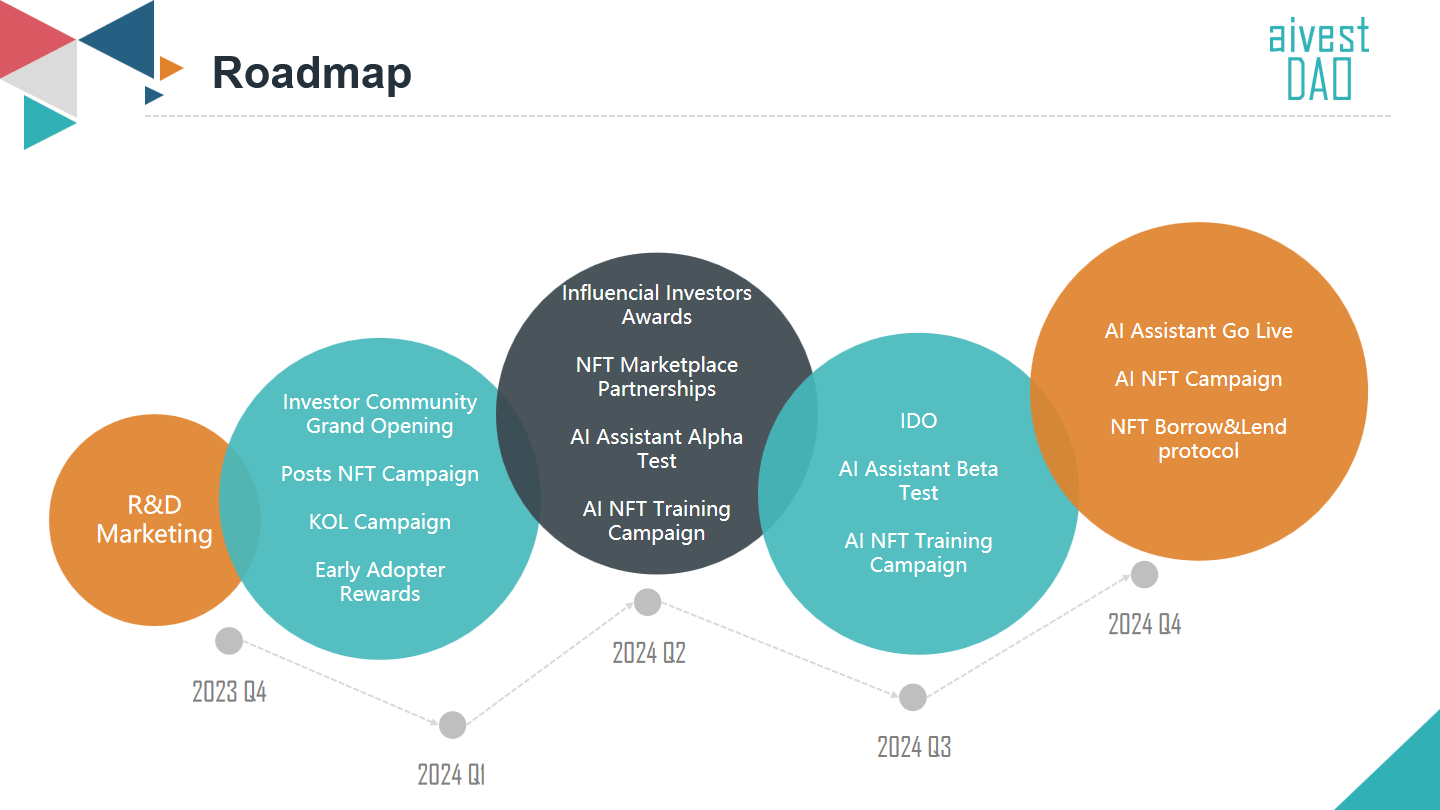 Roadmap
aivest
DAO
R&D
Marketing
Investor Community
Grand Opening
Posts NFT Campaign
KOL Campaign
Early Adopter
Rewards
Influencial Investors
Awards
NFT Marketplace
Partnerships
AI Assistant Alpha
Test
AI NFT Training
Campaign
IDO
AI Assistant Beta
Test
AI NFT Training
Campaign
AI Assistant Go Live
AI NFT Campaign
NFT Borrow&Lend
protocol
2023 Q4
2024 Q1
2024 Q2
2024 Q3
2024 Q4